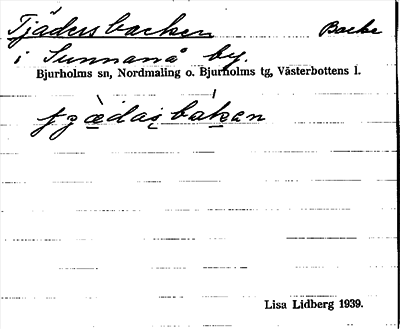 Tjädersbacken Backe
i Sunnanå by.
Bjurholms sn, Nordmaling o. Bjurholms tg, Västerbottens l.
Lisa Lidberg 1939.